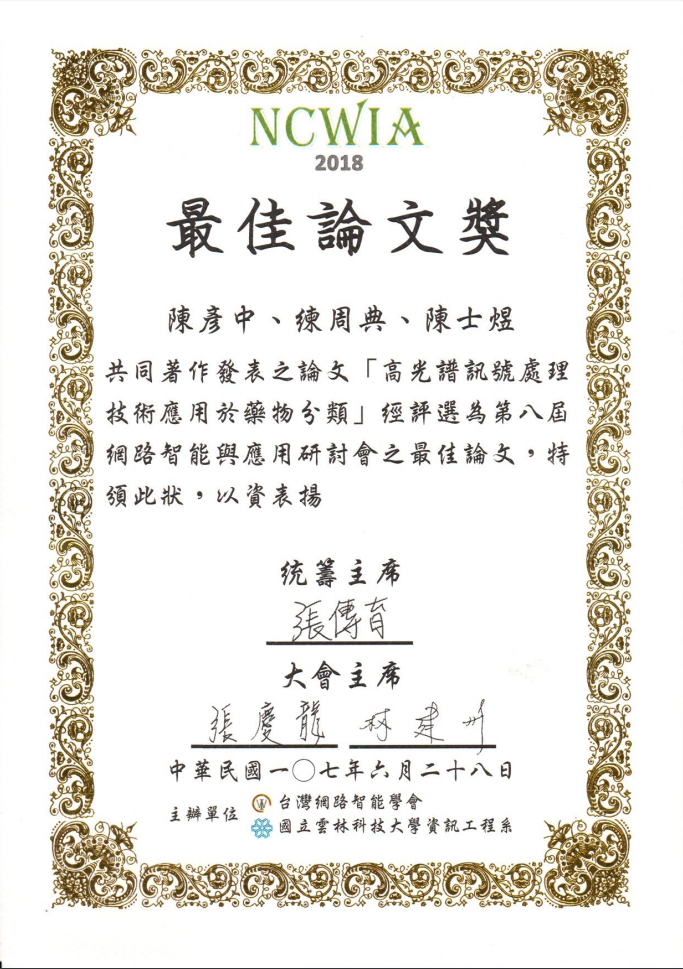 NCWIA
2018
最佳論文獎
陳彥中、練周典、陳士煜
共同著作發表之論文「高光譜訊號處理
技術應用於藥物分類」經評選為第八屆
網路智能與應用研討會之最佳論文，特
頒此狀，以資表揚
統籌主席
張傳育
大會主席
張慶龍 林建州
中華民國一〇七年六月二十八日
主辦單位
台灣網路智能學會
國立雲林科技大學資訊工程系